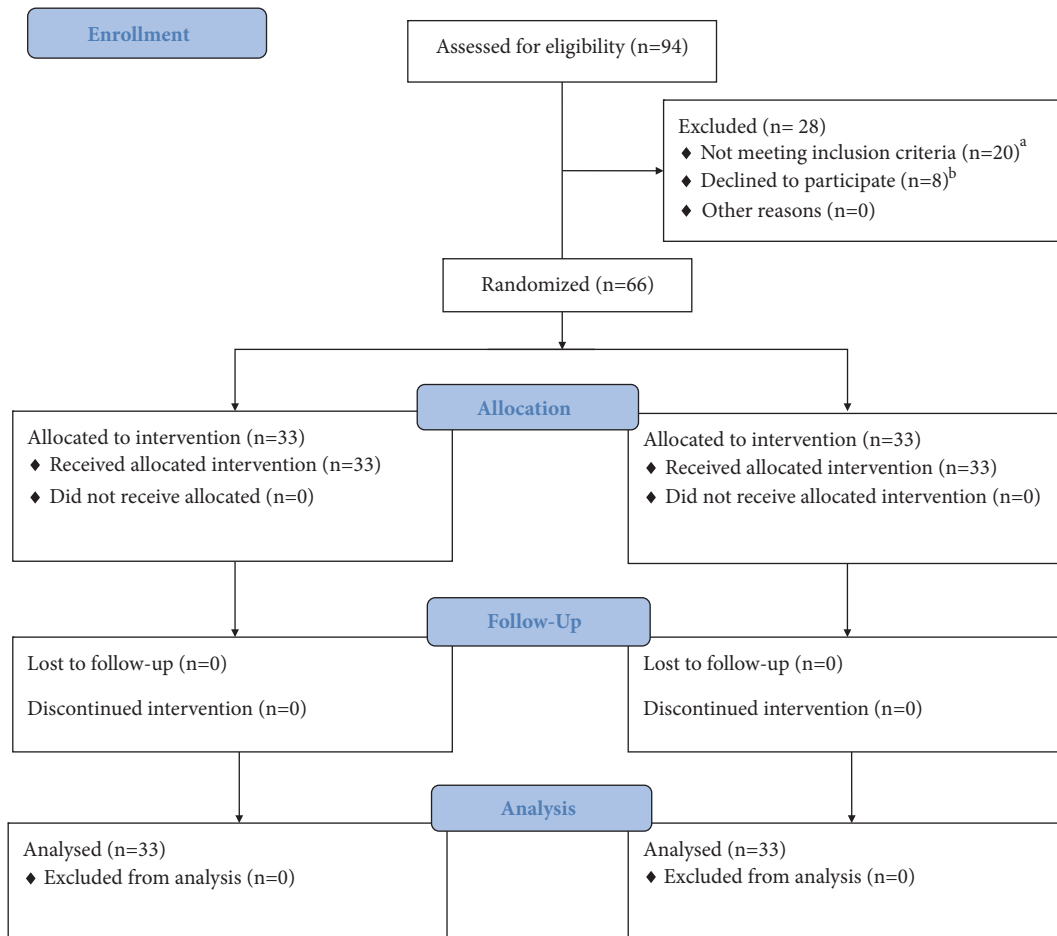 Enrollment
Assessed for eligibility (n=94)
Excluded (n= 28)
♦ Not meeting inclusion criteria (n=20)a
♦ Declined to participate (n=8)b
♦ Other reasons (n=0)
Randomized (n=66)
Allocation
Allocated to intervention (n=33)
♦ Received allocated intervention (n=33)
♦ Did not receive allocated (n=0)
Allocated to intervention (n=33)
♦ Received allocated intervention (n=33)
♦ Did not receive allocated intervention (n=0)
Follow-Up
Lost to follow-up (n=0)
Discontinued intervention (n=0)
Lost to follow-up (n=0)
Discontinued intervention (n=0)
Analysis
Analysed (n=33)
♦ Excluded from analysis (n=0)
Analysed (n=33)
♦ Excluded from analysis (n=0)